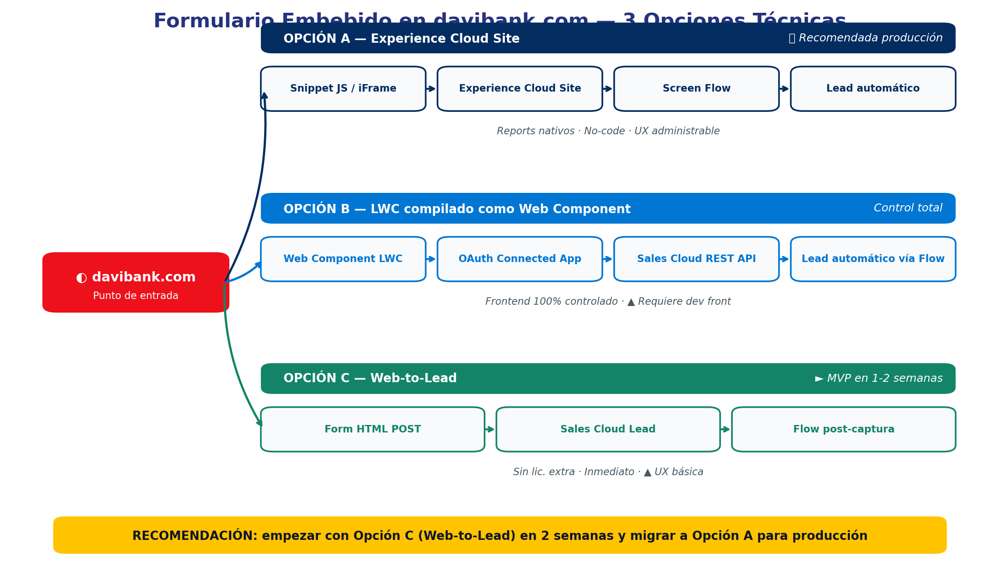 Formulario Embebido en davibank.com — 3 Opciones Técnicas
OPCIÓN A — Experience Cloud Site
Recomendada producción
Snippet JS / iFrame
Experience Cloud Site
Screen Flow
Lead automático
Reports nativos · No-code · UX administrable
OPCIÓN B — LWC compilado como Web Component
Control total
Web Component LWC
OAuth Connected App
Sales Cloud REST API
Lead automático vía Flow
Frontend 100% controlado · ▲ Requiere dev front
◐ davibank.com
Punto de entrada
OPCIÓN C — Web-to-Lead
► MVP en 1-2 semanas
Form HTML POST
Sales Cloud Lead
Flow post-captura
Sin lic. extra · Inmediato · ▲ UX básica
RECOMENDACIÓN: empezar con Opción C (Web-to-Lead) en 2 semanas y migrar a Opción A para producción